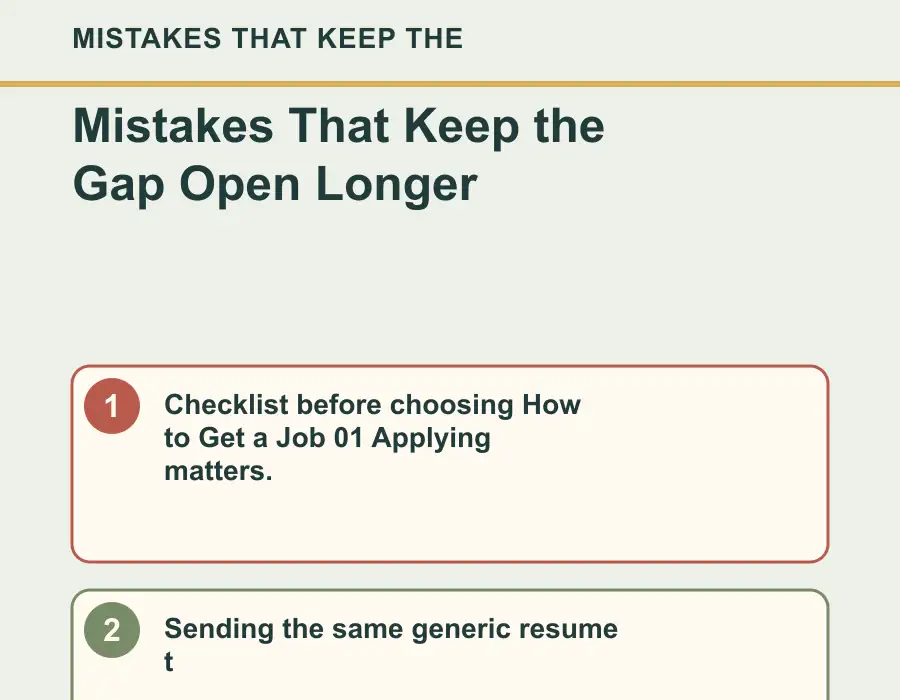 MISTAKES THAT KEEP THE
Mistakes That Keep the
Gap Open Longer
1
Checklist before choosing How
to Get a Job 01 Applying
matters.
2
Sending the same generic resume
t